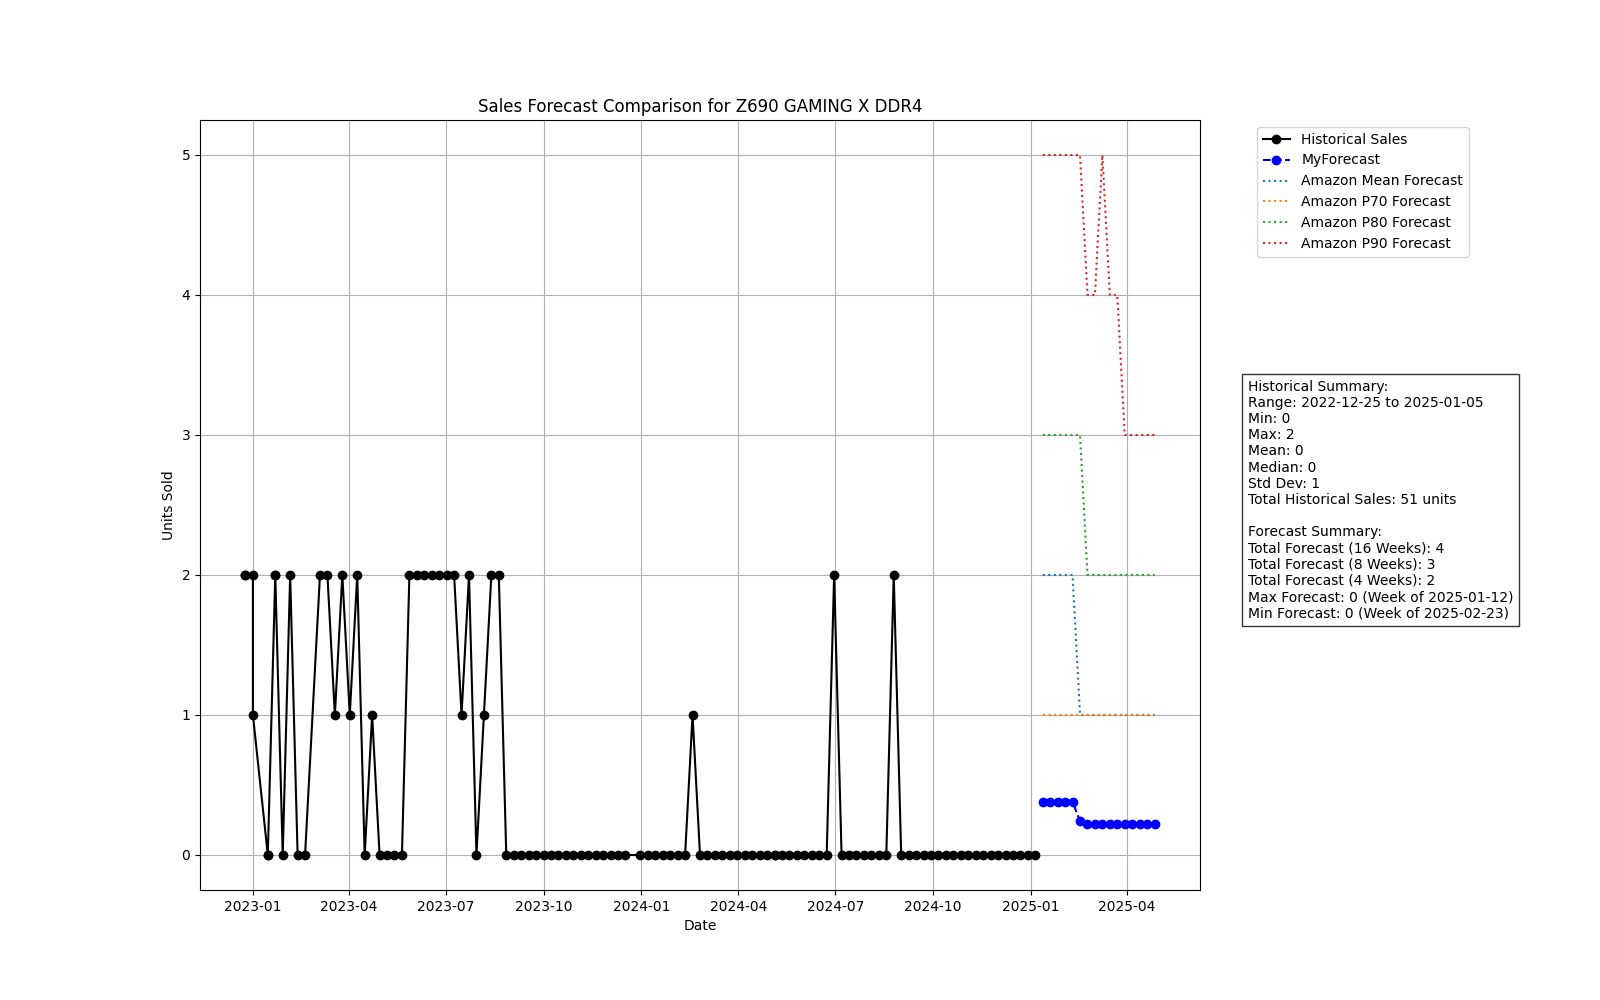 Sales Forecast Comparison for Z690 GAMING X DDR4
Historical Sales
MyForecast
Amazon Mean Forecast
Amazon P70 Forecast
Amazon P80 Forecast
Amazon P90 Forecast
5
4
3
2
1
0
Units Sold
Historical Summary:
Range: 2022-12-25 to 2025-01-05
Min: 0
Max: 2
Mean: 0
Median: 0
Std Dev: 1
Total Historical Sales: 51 units
Forecast Summary:
Total Forecast (16 Weeks): 4
Total Forecast (8 Weeks): 3
Total Forecast (4 Weeks): 2
Max Forecast: 0 (Week of 2025-01-12)
Min Forecast: 0 (Week of 2025-02-23)
2023-01 2023-04 2023-07 2023-10 2024-01 2024-04 2024-07 2024-10 2025-01 2025-04
Date